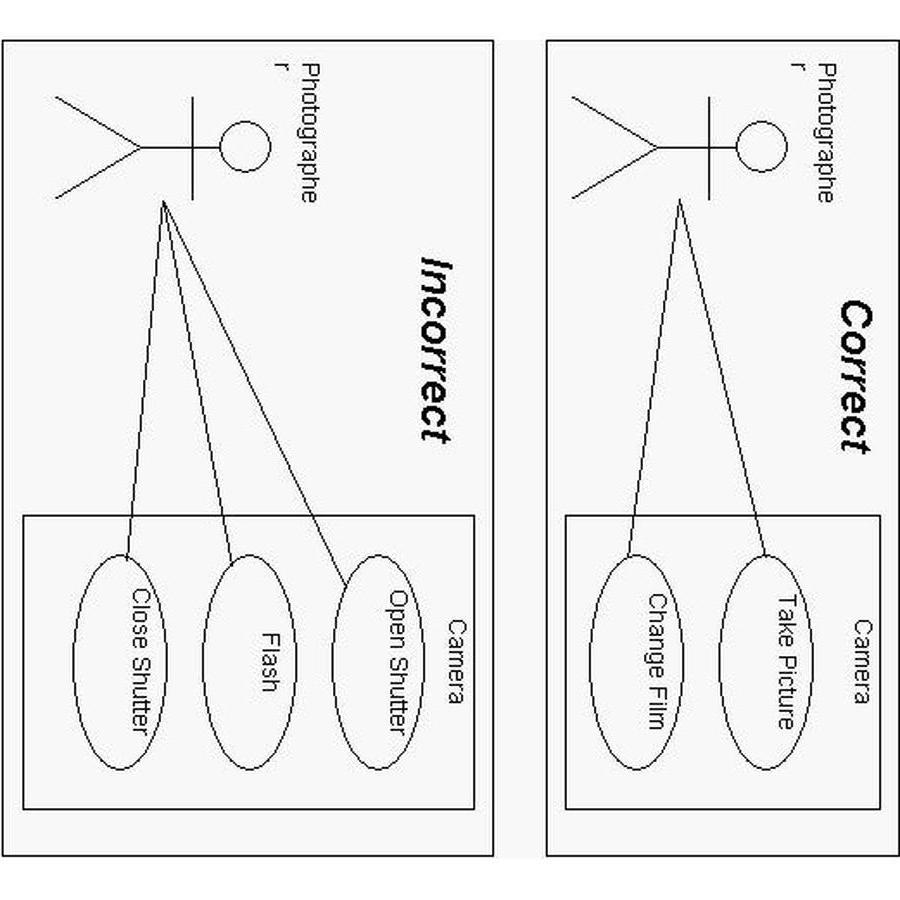 Correct
Photographe
r
Camera
Take Picture
Change Film
Incorrect
Photographe
r
Camera
Open Shutter
Flash
Close Shutter